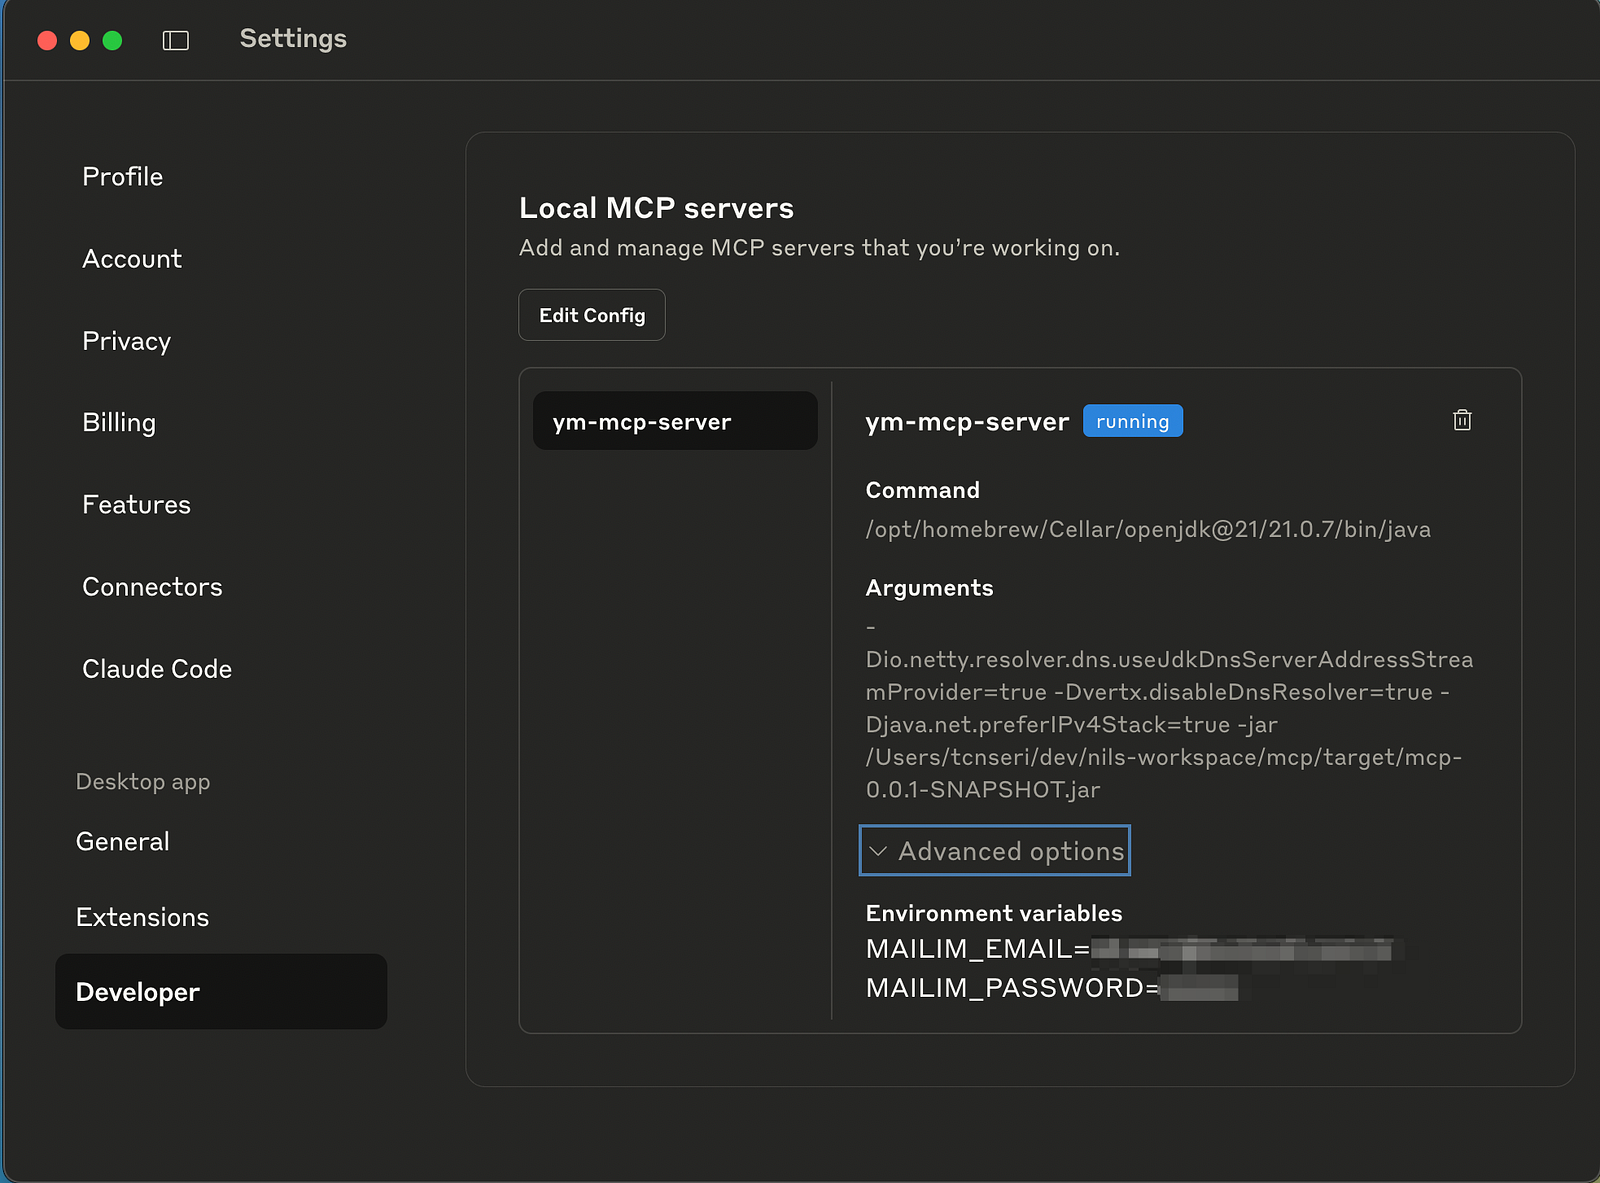 Settings
Profile
Account
Privacy
Billing
Features
Connectors
Claude Code
Desktop app
General
Extensions
Developer
Local MCP servers
Add and manage MCP servers that you’re working on.
Edit Config
ym-mcp-server
ym-mcp-server running
Command
/opt/homebrew/Cellar/openjdk@21/21.0.7/bin/java
Arguments
-
Dio.netty.resolver.dns.useJdkDnsServerAddressStrea
mProvider=true -Dvertx.disableDnsResolver=true -
Djava.net.preferIPv4Stack=true -jar
/Users/tcnseri/dev/nils-workspace/mcp/target/mcp-
0.0.1-SNAPSHOT.jar
Advanced options
Environment variables
MAILIM_EMAIL=
MAILIM_PASSWORD=